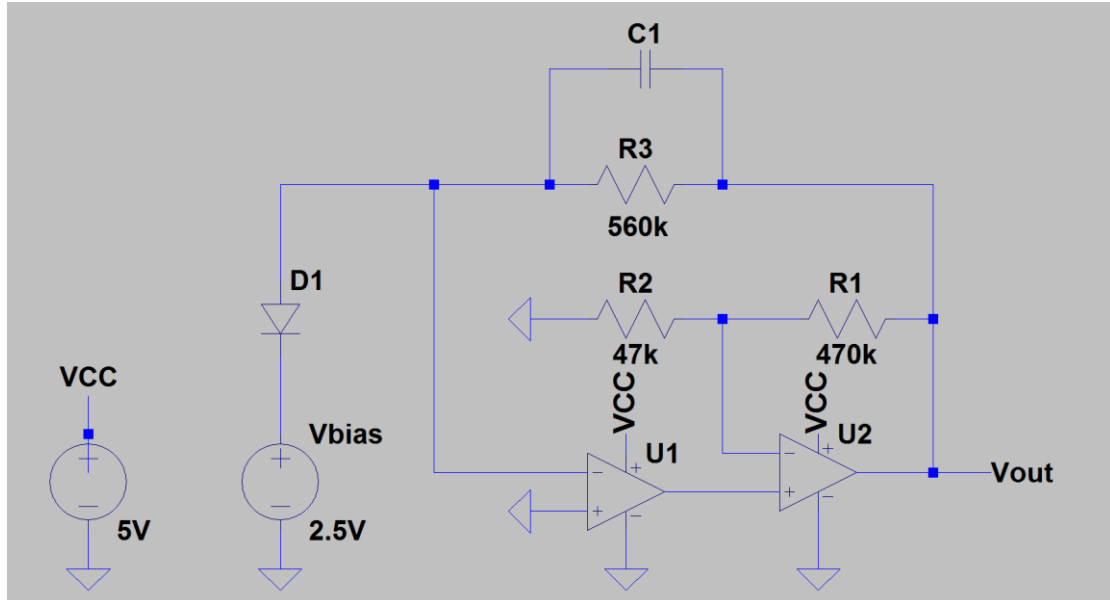 C1
R3
560k
D1
R2
R1
47k
470k
VCC
VCC
VCC
Vbias
U1
U2
Vout
5V
2.5V